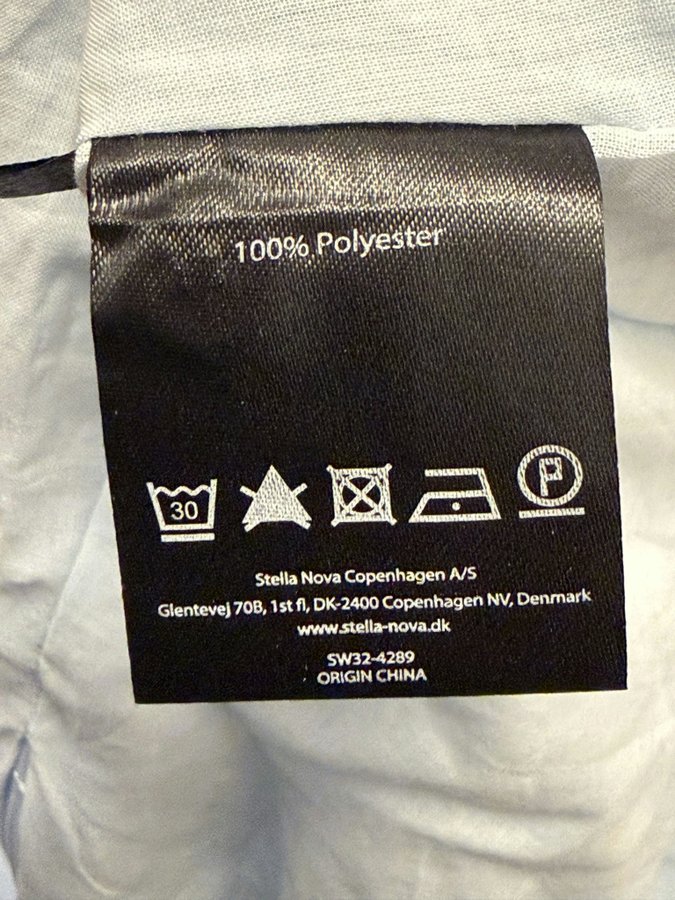 100% Polyester
30
P
Stella Nova Copenhagen A/S
Glentevej 70B, 1st fl, DK-2400 Copenhagen NV, Denmark
www.stella-nova.dk
SW32-4289
ORIGIN CHINA